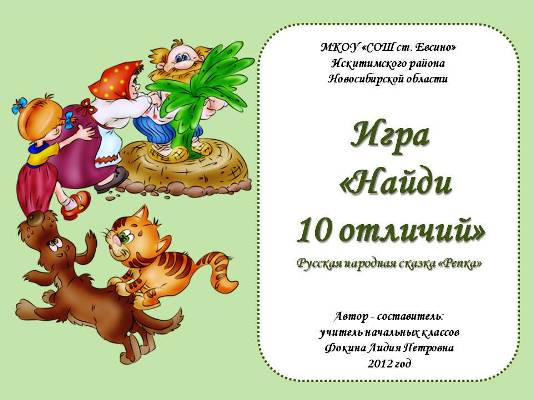 МКОУ «СОШ ст. Евсино»
Искитимского района
Новосибирской области
Игра
«Найди
10 отличий»
Русская народная сказка «Репка»
Автор - составитель:
учитель начальных классов
Фокина Лидия Петровна
2012 год